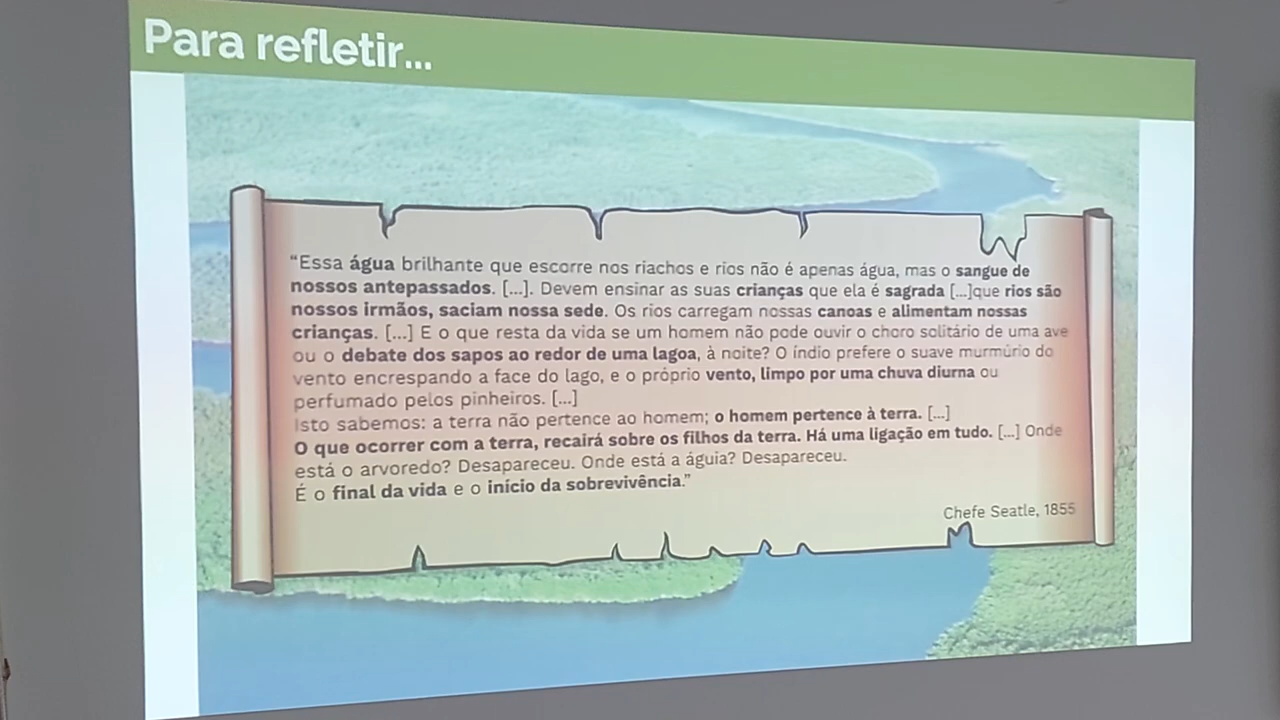 Para refletir...
“Essa água brilhante que escorre nos riachos e rios não é apenas água, mas o sangue de
nossos antepassados. [...]. Devem ensinar as suas crianças que ela é sagrada [...]que rios são
nossos irmãos, saciam nossa sede. Os rios carregam nossas canoas e alimentam nossas
crianças. [...] E o que resta da vida se um homem não pode ouvir o choro solitário de uma ave
ou o debate dos sapos ao redor de uma lagoa, à noite? O índio prefere o suave murmúrio do
vento encrespando a face do lago, e o próprio vento, limpo por uma chuva diurna ou
perfumado pelos pinheiros. [...]
Isto sabemos: a terra não pertence ao homem; o homem pertence à terra. [...]
O que ocorrer com a terra, recairá sobre os filhos da terra. Há uma ligação em tudo. [...] Onde
está o arvoredo? Desapareceu. Onde está a águia? Desapareceu.
É o final da vida e o início da sobrevivência.”
Chefe Seatle, 1855